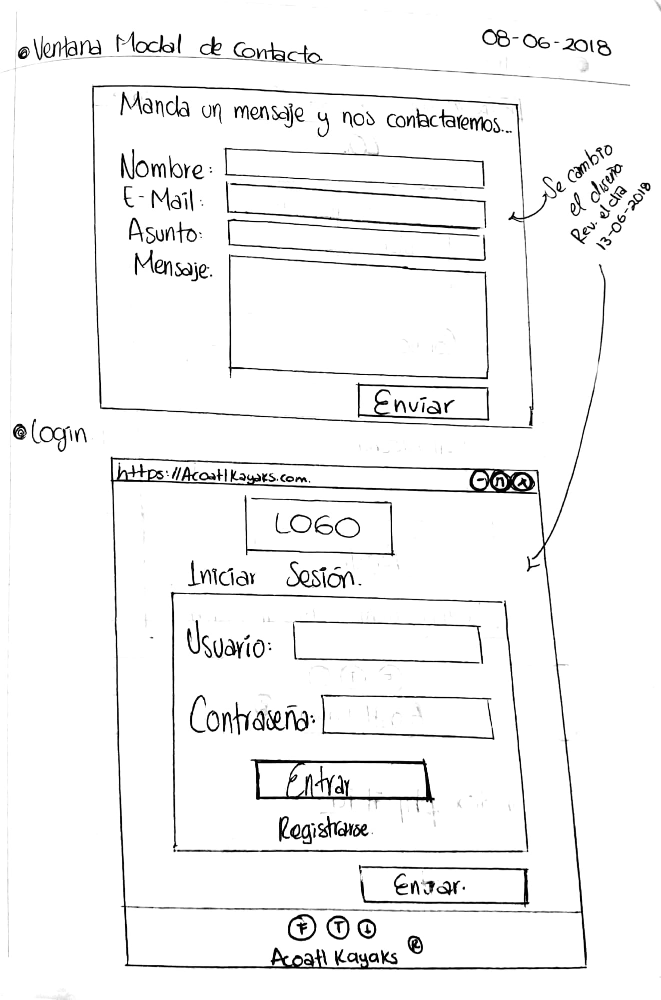 Ventana Modal de Contacto
08-06-2018
Manda un mensaje y nos contactaremos...
Nombre:
E-Mail:
Asunto:
Mensaje:
Enviar
Se cambio
el diseño
Rev. el día
13-06-2018
Login
https://AcoatlKayaks.com.
- n x
LOGO
Iniciar Sesión.
Usuario:
Contraseña:
Entrar
Registrarse.
F T
Acoatl Kayaks ®